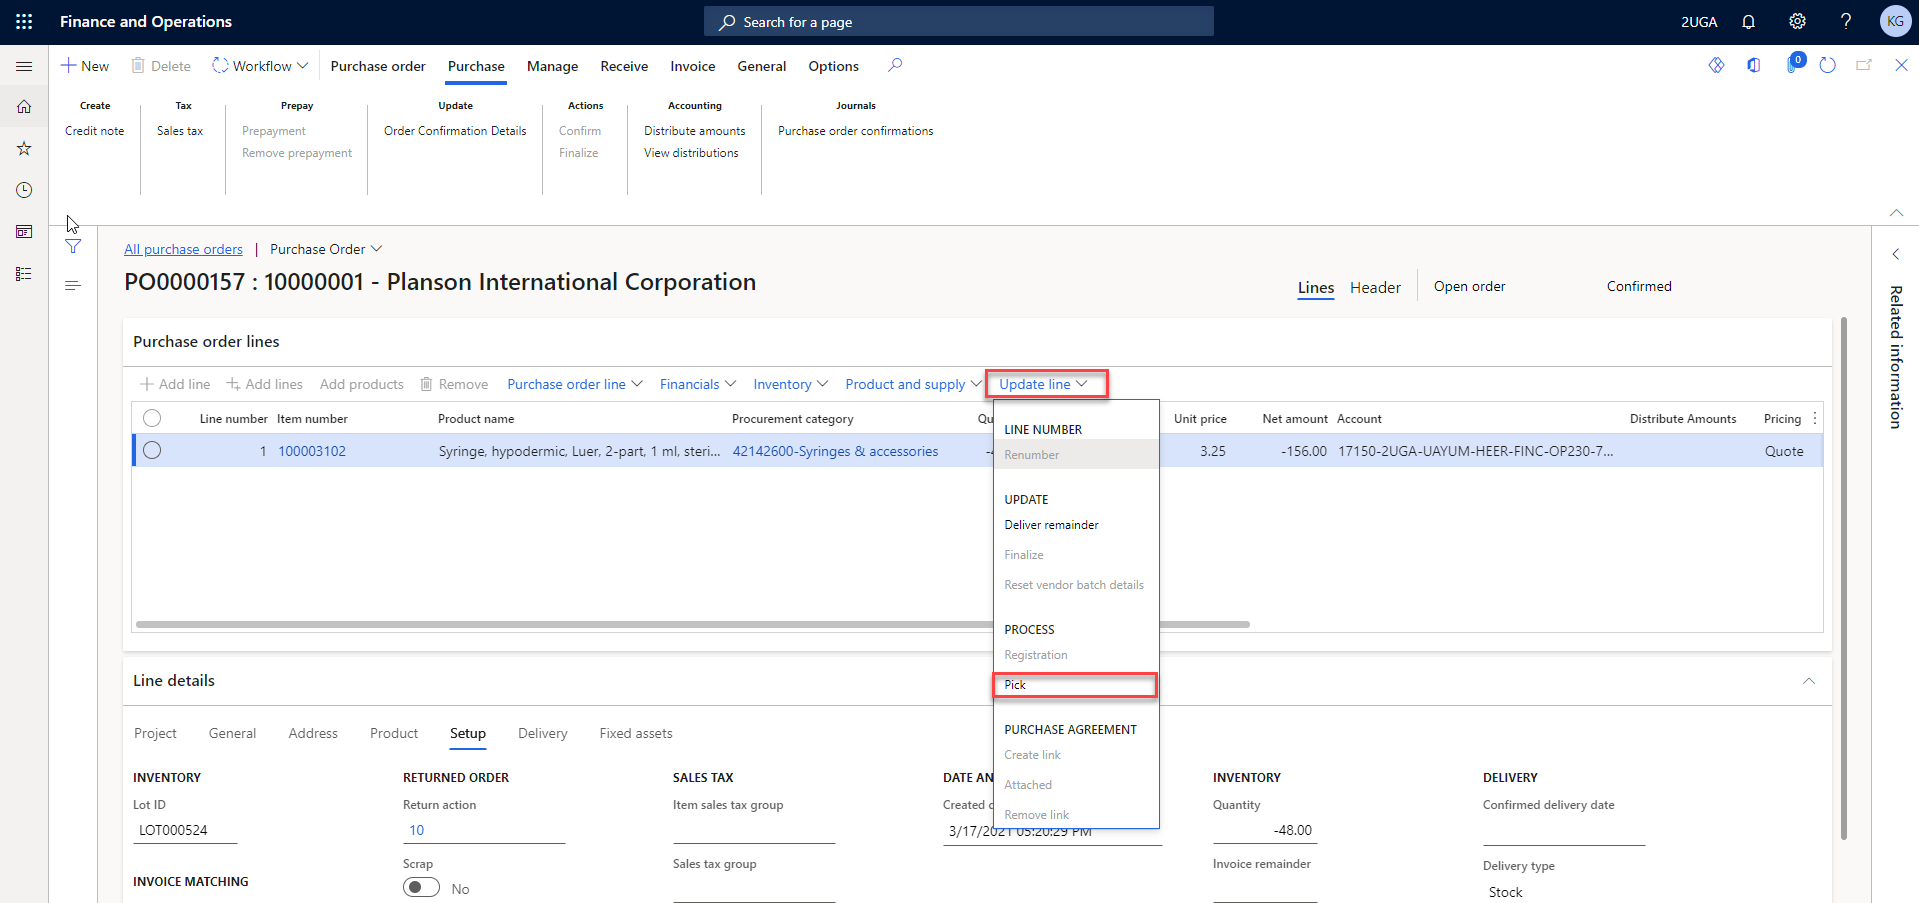 Finance and Operations
Search for a page
2UGA
KG
New
Delete
Workflow
Purchase order
Purchase
Manage
Receive
Invoice
General
Options
0
Create
Credit note
Tax
Sales tax
Prepay
Prepayment
Remove prepayment
Update
Order Confirmation Details
Actions
Confirm
Finalize
Accounting
Distribute amounts
View distributions
Journals
Purchase order confirmations
All purchase orders | Purchase Order
PO0000157 : 10000001 - Planson International Corporation
Lines
Header
Open order
Confirmed
Related information
Purchase order lines
Add line
Add lines
Add products
Remove
Purchase order line
Financials
Inventory
Product and supply
Update line
Line number Item number Product name Procurement category Qu Unit price Net amount Account Distribute Amounts Pricing
1 100003102 Syringe, hypodermic, Luer, 2-part, 1 ml, steri... 42142600-Syringes & accessories 3.25 -156.00 17150-2UGA-UAYUM-HEER-FINC-OP230-7... Quote
LINE NUMBER
Renumber
UPDATE
Deliver remainder
Finalize
Reset vendor batch details
PROCESS
Registration
Pick
PURCHASE AGREEMENT
Create link
Attached
Remove link
Line details
Project
General
Address
Product
Setup
Delivery
Fixed assets
INVENTORY
Lot ID
LOT000524
INVOICE MATCHING
RETURNED ORDER
Return action
10
Scrap
No
SALES TAX
Item sales tax group
Sales tax group
DATE AN
Created
3/17/2021 05:20:29 PM
INVENTORY
Quantity
-48.00
Invoice remainder
DELIVERY
Confirmed delivery date
Delivery type
Stock